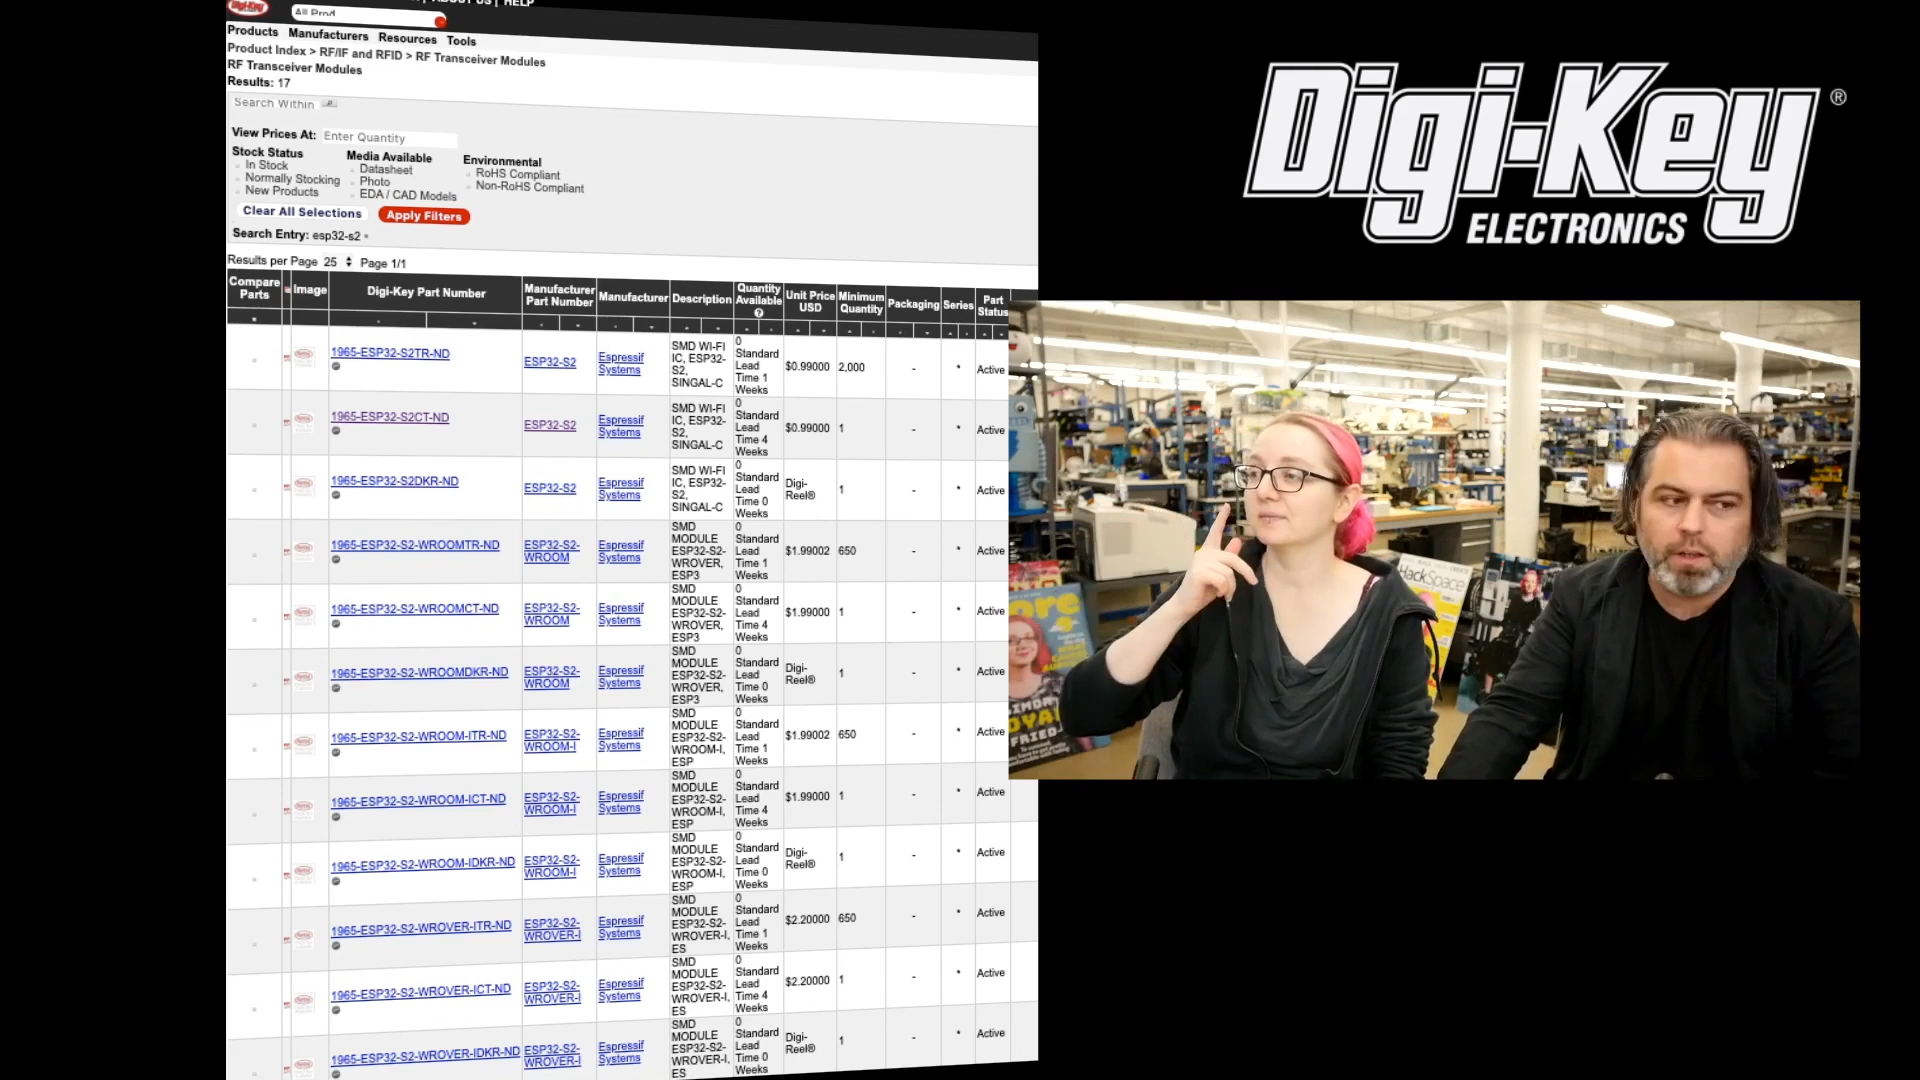 Digi-Key
HELP
All Prod
Products Manufacturers Resources Tools
Product Index > RF/IF and RFID > RF Transceiver Modules
RF Transceiver Modules
Results: 17
Search Within
View Prices At: Enter Quantity
Stock Status
In Stock
Normally Stocking
New Products
Media Available
Datasheet
Photo
EDA / CAD Models
Environmental
RoHS Compliant
Non-RoHS Compliant
Clear All Selections Apply Filters
Search Entry: esp32-s2
Results per Page 25 Page 1/1
Compare Parts Image Digi-Key Part Number Manufacturer Part Number Manufacturer Description Quantity Available ? Unit Price USD Minimum Quantity Packaging Series Part Status
1965-ESP32-S2TR-ND ESP32-S2 Espressif Systems SMD WI-FI IC, ESP32-S2, SINGAL-C 0 Standard Lead Time 1 Weeks $0.99000 2,000 - * Active
1965-ESP32-S2CT-ND ESP32-S2 Espressif Systems SMD WI-FI IC, ESP32-S2, SINGAL-C 0 Standard Lead Time 4 Weeks $0.99000 1 - * Active
1965-ESP32-S2DKR-ND ESP32-S2 Espressif Systems SMD WI-FI IC, ESP32-S2, SINGAL-C 0 Standard Lead Time 0 Weeks Digi-Reel® 1 - * Active
1965-ESP32-S2-WROOMTR-ND ESP32-S2-WROOM Espressif Systems SMD MODULE ESP32-S2-WROVER, ESP3 0 Standard Lead Time 1 Weeks $1.99002 650 - * Active
1965-ESP32-S2-WROOMCT-ND ESP32-S2-WROOM Espressif Systems SMD MODULE ESP32-S2-WROVER, ESP3 0 Standard Lead Time 4 Weeks $1.99000 1 - * Active
1965-ESP32-S2-WROOMDKR-ND ESP32-S2-WROOM Espressif Systems SMD MODULE ESP32-S2-WROVER, ESP3 0 Standard Lead Time 0 Weeks Digi-Reel® 1 - * Active
1965-ESP32-S2-WROOM-ITR-ND ESP32-S2-WROOM-I Espressif Systems SMD MODULE ESP32-S2-WROOM-I, ESP 0 Standard Lead Time 1 Weeks $1.99002 650 - * Active
1965-ESP32-S2-WROOM-ICT-ND ESP32-S2-WROOM-I Espressif Systems SMD MODULE ESP32-S2-WROOM-I, ESP 0 Standard Lead Time 4 Weeks $1.99000 1 - * Active
1965-ESP32-S2-WROOM-IDKR-ND ESP32-S2-WROOM-I Espressif Systems SMD MODULE ESP32-S2-WROOM-I, ESP 0 Standard Lead Time 0 Weeks Digi-Reel® 1 - * Active
1965-ESP32-S2-WROVER-ITR-ND ESP32-S2-WROVER-I Espressif Systems SMD MODULE ESP32-S2-WROVER-I, ES 0 Standard Lead Time 1 Weeks $2.20000 650 - * Active
1965-ESP32-S2-WROVER-ICT-ND ESP32-S2-WROVER-I Espressif Systems SMD MODULE ESP32-S2-WROVER-I, ES 0 Standard Lead Time 4 Weeks $2.20000 1 - * Active
1965-ESP32-S2-WROVER-IDKR-ND ESP32-S2-WROVER-I Espressif Systems SMD MODULE ESP32-S2-WROVER-I, ES 0 Standard Lead Time 0 Weeks Digi-Reel® 1 - * Active
Digi-Key ®
ELECTRONICS
HackSpace
FRIED